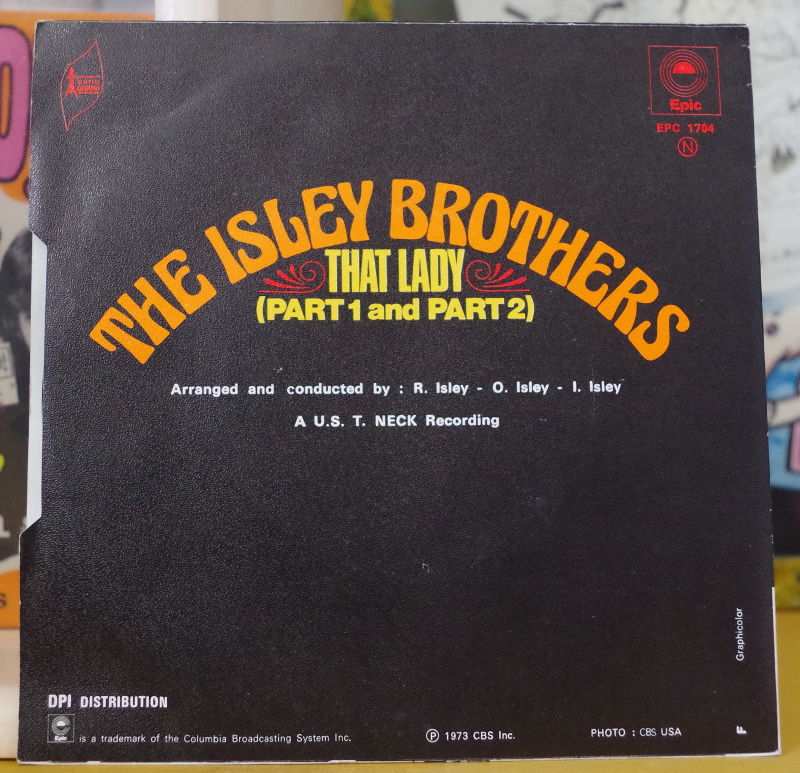 Epic
EPC 1704
N
THE ISLEY BROTHERS
THAT LADY
(PART 1 and PART 2)
Arranged and conducted by : R. Isley - O. Isley - I. Isley
A U.S. T. NECK Recording
Graphicolor
DPI DISTRIBUTION
Epic is a trademark of the Columbia Broadcasting System Inc.
Ⓟ 1973 CBS Inc.
PHOTO : CBS USA
F